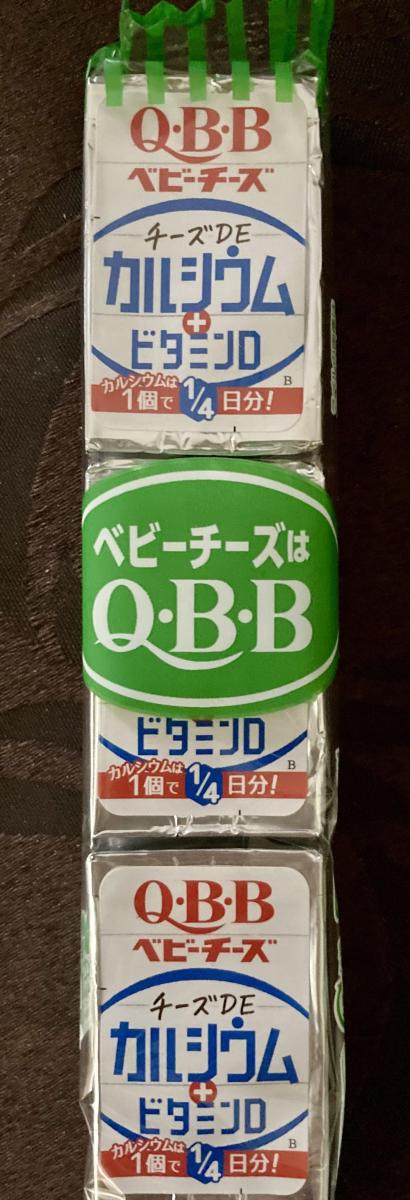 Q・B・B
ベビーチーズ
チーズDE
カルシウム
+
ビタミンD
B
カルシウムは
1個で 1/4 日分!
ベビーチーズは
Q・B・B
ビタミンD
B
カルシウムは
1個で 1/4 日分!
Q・B・B
ベビーチーズ
チーズDE
カルシウム
+
ビタミンD
B
カルシウムは
1個で 1/4 日分!